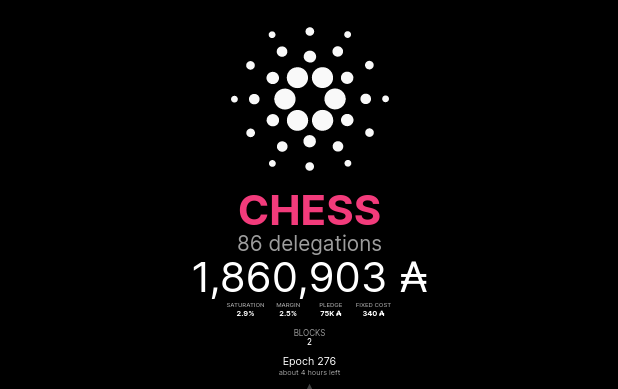 CHESS
86 delegations
1,860,903 ₳
SATURATION MARGIN PLEDGE FIXED COST
2.9% 2.5% 75K ₳ 340 ₳
BLOCKS
2
Epoch 276
about 4 hours left